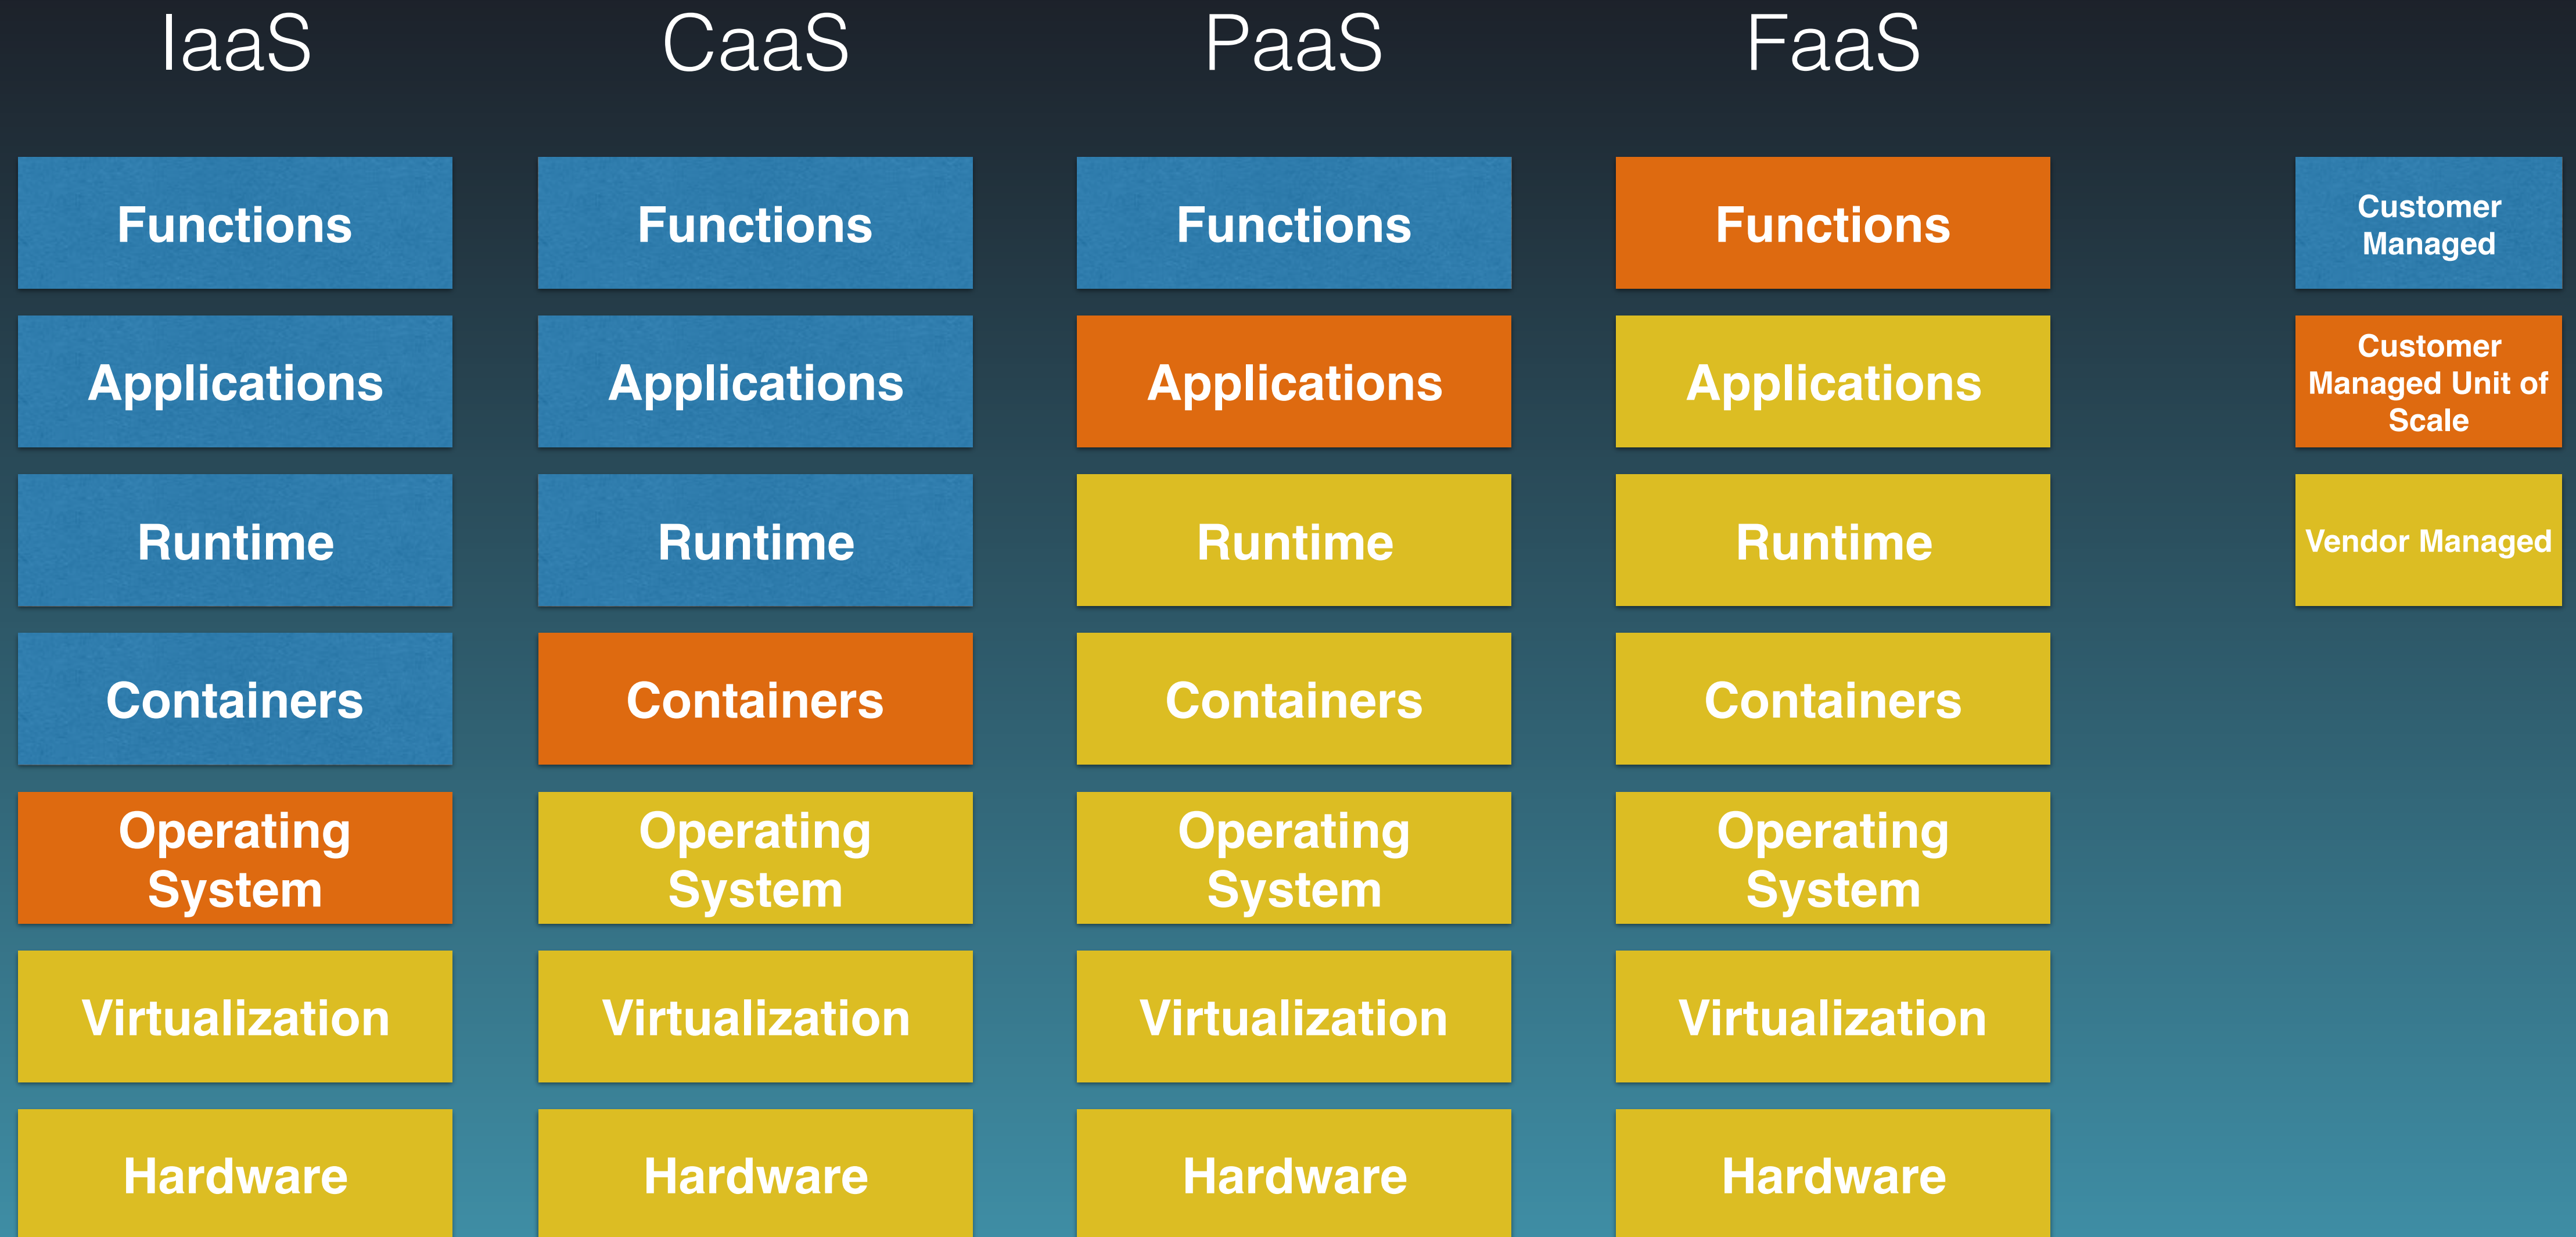 IaaS
CaaS
PaaS
FaaS
Functions
Functions
Functions
Functions
Customer
Managed
Applications
Applications
Applications
Applications
Customer
Managed Unit of
Scale
Runtime
Runtime
Runtime
Runtime
Vendor Managed
Containers
Containers
Containers
Containers
Operating
System
Operating
System
Operating
System
Operating
System
Virtualization
Virtualization
Virtualization
Virtualization
Hardware
Hardware
Hardware
Hardware